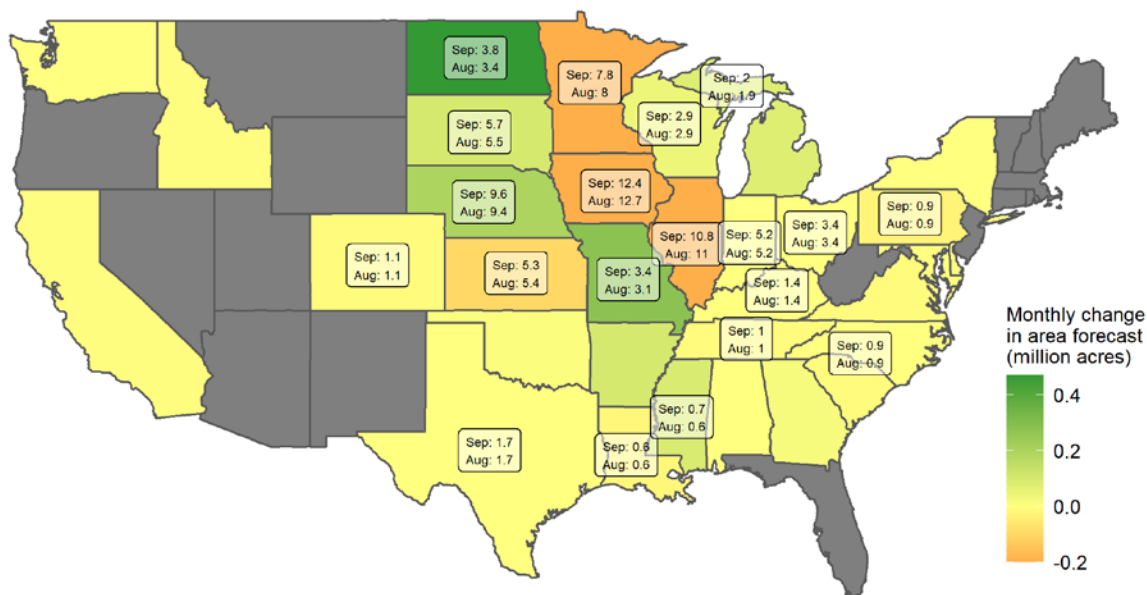 Sep: 3.8
Aug: 3.4
Sep: 7.8
Aug: 8
Sep: 2
Aug: 1.9
Sep: 2.9
Aug: 2.9
Sep: 5.7
Aug: 5.5
Sep: 9.6
Aug: 9.4
Sep: 12.4
Aug: 12.7
Sep: 10.8
Aug: 11
Sep: 5.2
Aug: 5.2
Sep: 3.4
Aug: 3.4
Sep: 0.9
Aug: 0.9
Sep: 1.1
Aug: 1.1
Sep: 5.3
Aug: 5.4
Sep: 3.4
Aug: 3.1
Sep: 1.4
Aug: 1.4
Sep: 1
Aug: 1
Sep: 0.9
Aug: 0.9
Sep: 0.7
Aug: 0.6
Sep: 0.6
Aug: 0.6
Sep: 1.7
Aug: 1.7
Monthly change
in area forecast
(million acres)
0.4
0.2
0.0
-0.2